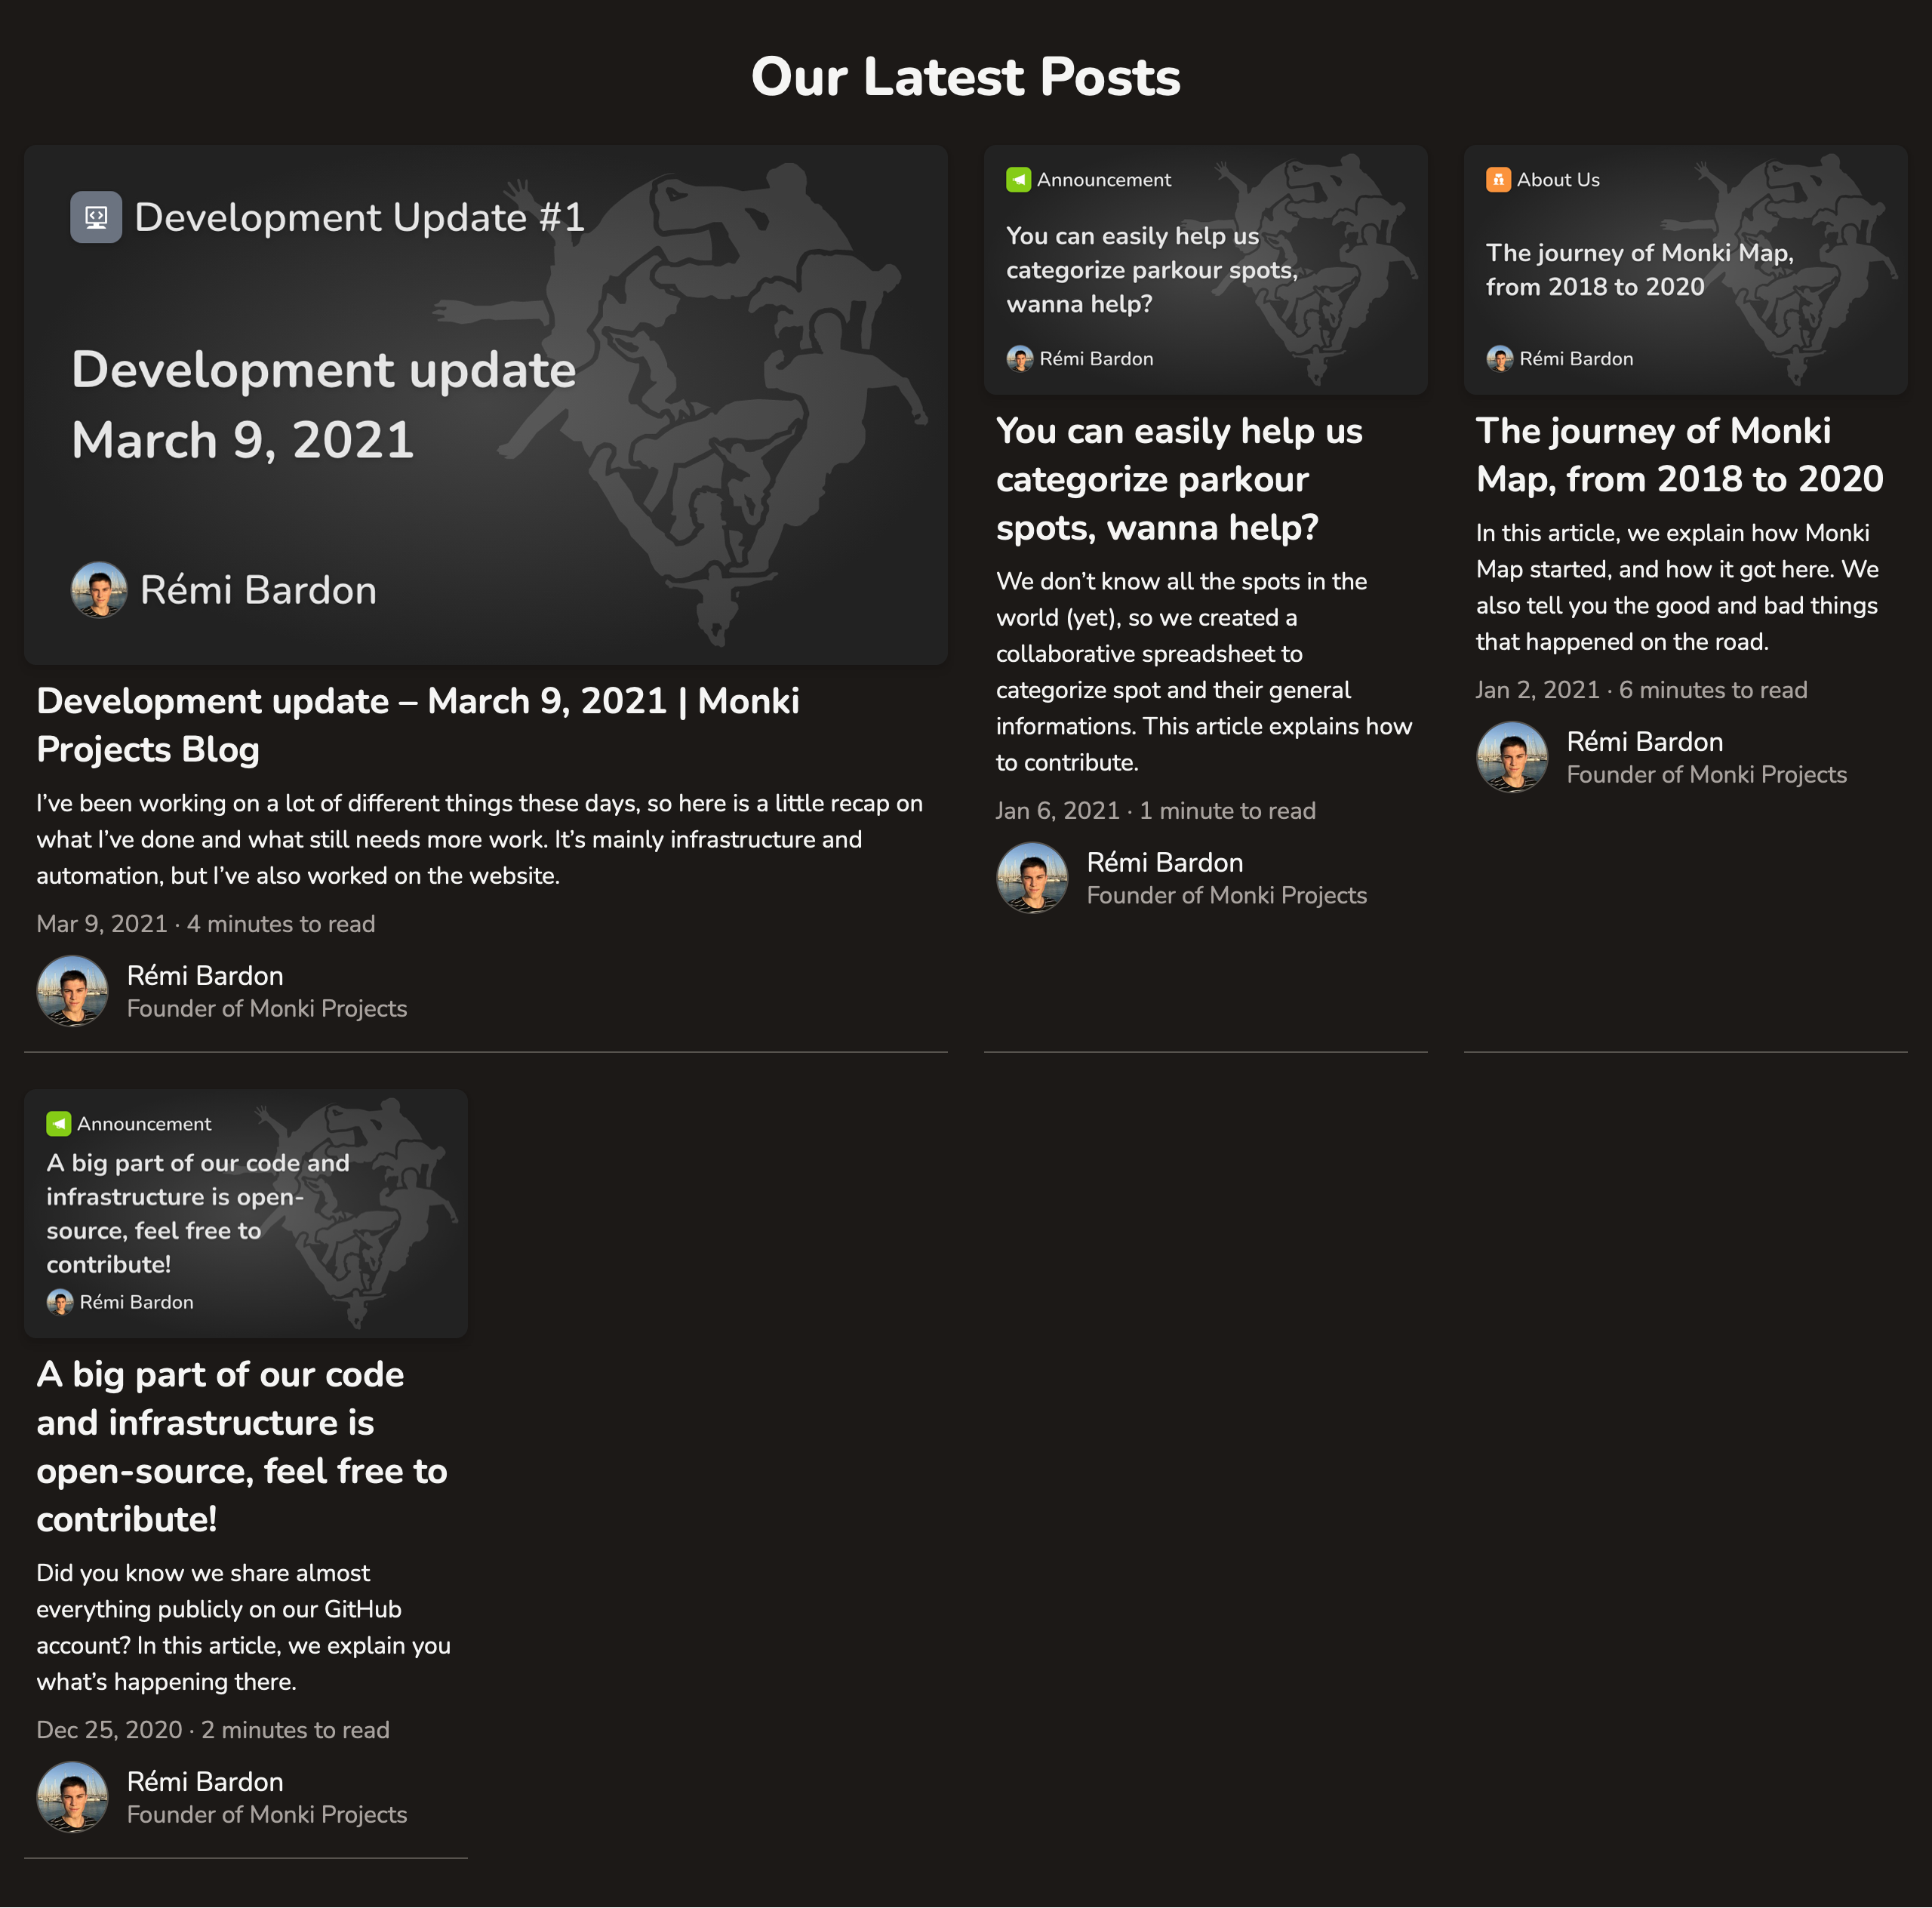 Our Latest Posts
Development Update #1
Development update
March 9, 2021
Rémi Bardon
Development update – March 9, 2021 | Monki
Projects Blog
I’ve been working on a lot of different things these days, so here is a little recap on
what I’ve done and what still needs more work. It’s mainly infrastructure and
automation, but I’ve also worked on the website.
Mar 9, 2021 · 4 minutes to read
Rémi Bardon
Founder of Monki Projects
Announcement
You can easily help us
categorize parkour spots,
wanna help?
Rémi Bardon
You can easily help us
categorize parkour
spots, wanna help?
We don’t know all the spots in the
world (yet), so we created a
collaborative spreadsheet to
categorize spot and their general
informations. This article explains how
to contribute.
Jan 6, 2021 · 1 minute to read
Rémi Bardon
Founder of Monki Projects
About Us
The journey of Monki Map,
from 2018 to 2020
Rémi Bardon
The journey of Monki
Map, from 2018 to 2020
In this article, we explain how Monki
Map started, and how it got here. We
also tell you the good and bad things
that happened on the road.
Jan 2, 2021 · 6 minutes to read
Rémi Bardon
Founder of Monki Projects
Announcement
A big part of our code and
infrastructure is open-
source, feel free to
contribute!
Rémi Bardon
A big part of our code
and infrastructure is
open-source, feel free to
contribute!
Did you know we share almost
everything publicly on our GitHub
account? In this article, we explain you
what’s happening there.
Dec 25, 2020 · 2 minutes to read
Rémi Bardon
Founder of Monki Projects